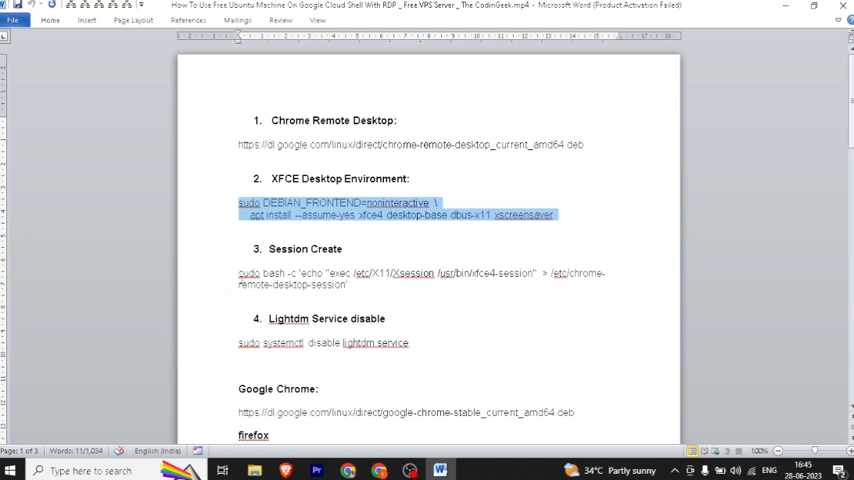 How To Use Free Ubuntu Machine On Google Cloud Shell With RDP _ Free VPS Server _ The CodinGeek.mp4 - Microsoft Word (Product Activation Failed)
File Home Insert Page Layout References Mailings Review View
1. Chrome Remote Desktop:
https://dl.google.com/linux/direct/chrome-remote-desktop_current_amd64.deb
2. XFCE Desktop Environment:
sudo DEBIAN_FRONTEND=noninteractive \
apt install --assume-yes xfce4 desktop-base dbus-x11 xscreensaver
3. Session Create
sudo bash -c 'echo "exec /etc/X11/Xsession /usr/bin/xfce4-session" > /etc/chrome-
remote-desktop-session'
4. Lightdm Service disable
sudo systemctl disable lightdm.service
Google Chrome:
https://dl.google.com/linux/direct/google-chrome-stable_current_amd64.deb
firefox
Page: 1 of 3 Words: 11/1,034 English (India) 100%
Type here to search 34°C Partly sunny ENG 16:45
28-06-2023